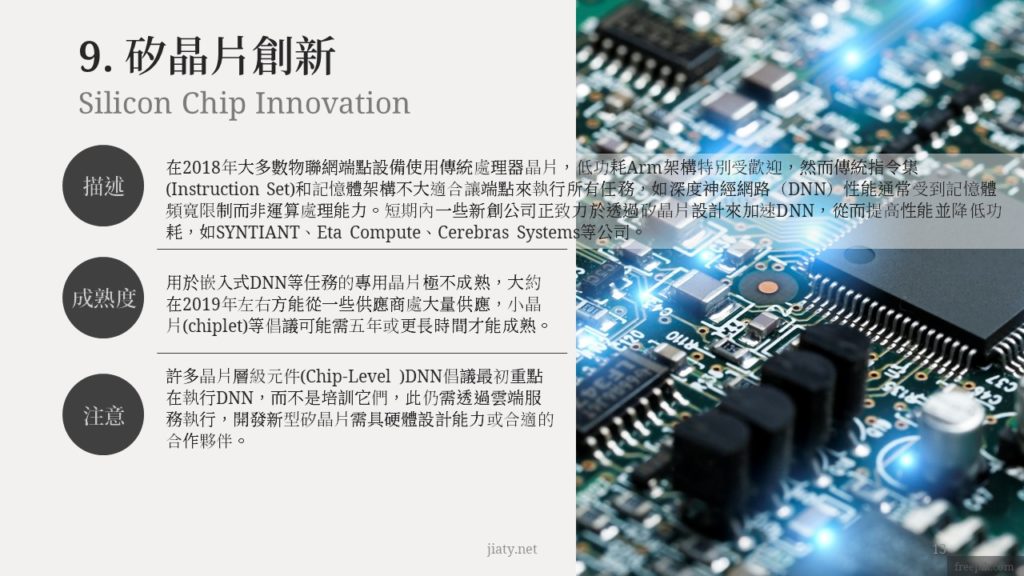 9. 矽晶片創新
Silicon Chip Innovation
描述
在2018年大多數物聯網端點設備使用傳統處理器晶片，低功耗Arm架構特別受歡迎，然而傳統指令集
(Instruction Set)和記憶體架構不大適合讓端點來執行所有任務，如深度神經網路（DNN）性能通常受到記憶體
頻寬限制而非運算處理能力。短期內一些新創公司正致力於透過矽晶片設計來加速DNN，從而提高性能並降低功
耗，如SYNTIANT、Eta Compute、Cerebras Systems等公司。
成熟度
用於嵌入式DNN等任務的專用晶片極不成熟，大約
在2019年左右方能從一些供應商處大量供應，小晶
片(chiplet)等倡議可能需五年或更長時間才能成熟。
注意
許多晶片層級元件(Chip-Level )DNN倡議最初重點
在執行DNN，而不是培訓它們，此仍需透過雲端服
務執行，開發新型矽晶片需具硬體設計能力或合適的
合作夥伴。
R110
C37
C47
jiaty.net
13